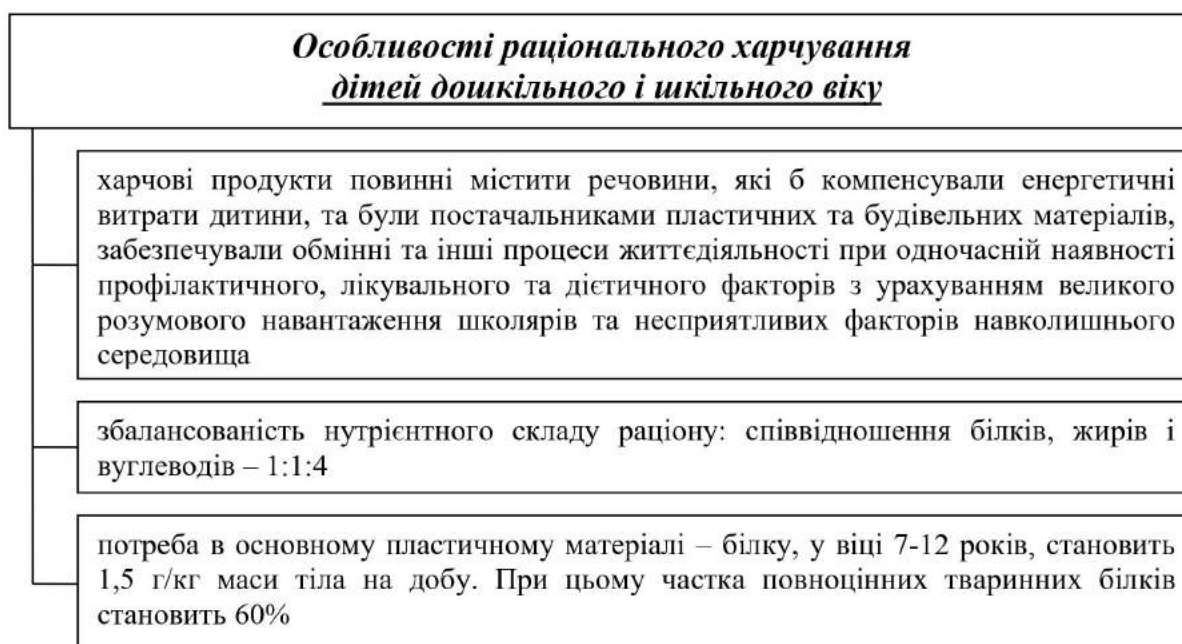 Особливості раціонального харчування
дітей дошкільного і шкільного віку
харчові продукти повинні містити речовини, які б компенсували енергетичні
витрати дитини, та були постачальниками пластичних та будівельних матеріалів,
забезпечували обмінні та інші процеси життєдіяльності при одночасній наявності
профілактичного, лікувального та дієтичного факторів з урахуванням великого
розумового навантаження школярів та несприятливих факторів навколишнього
середовища
збалансованість нутрієнтного складу раціону: співвідношення білків, жирів і
вуглеводів – 1:1:4
потреба в основному пластичному матеріалі – білку, у віці 7-12 років, становить
1,5 г/кг маси тіла на добу. При цьому частка повноцінних тваринних білків
становить 60%